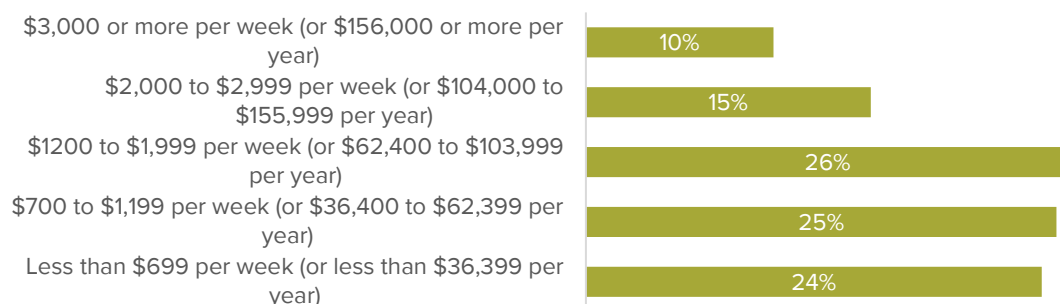 $3,000 or more per week (or $156,000 or more per
year)
10%
$2,000 to $2,999 per week (or $104,000 to
$155,999 per year)
15%
$1200 to $1,999 per week (or $62,400 to $103,999
per year)
26%
$700 to $1,199 per week (or $36,400 to $62,399 per
year)
25%
Less than $699 per week (or less than $36,399 per
year)
24%